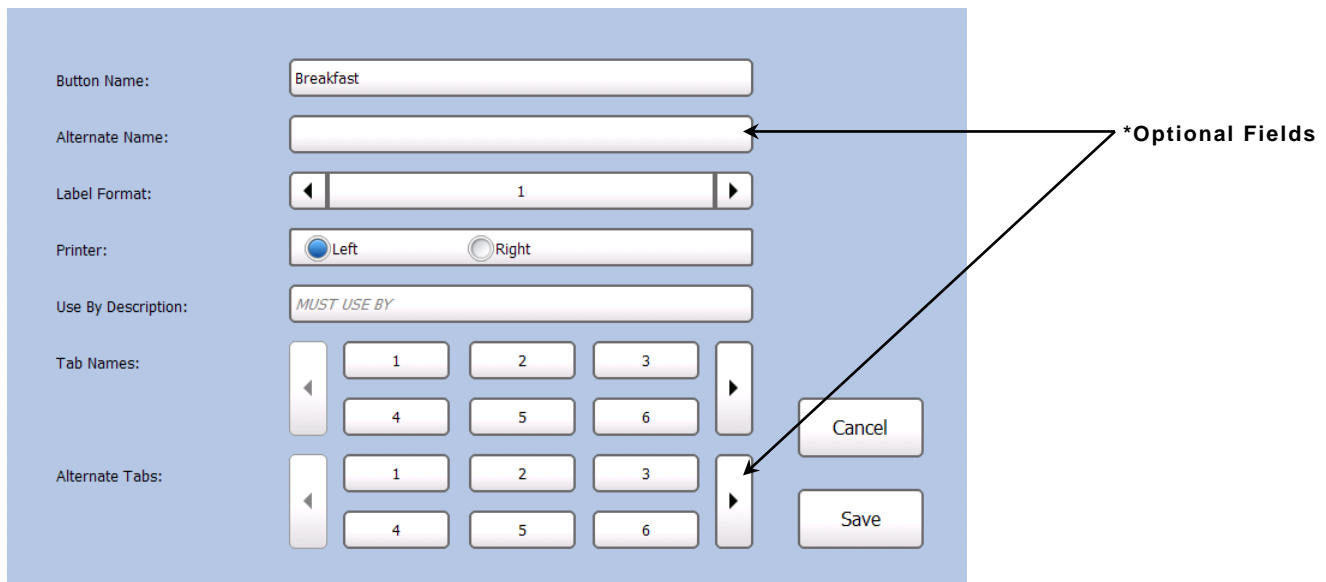 Button Name: Breakfast
Alternate Name:
*Optional Fields
Label Format: 1
Printer: Left Right
Use By Description: MUST USE BY
Tab Names: 1 2 3
4 5 6
Cancel
Alternate Tabs: 1 2 3
4 5 6
Save